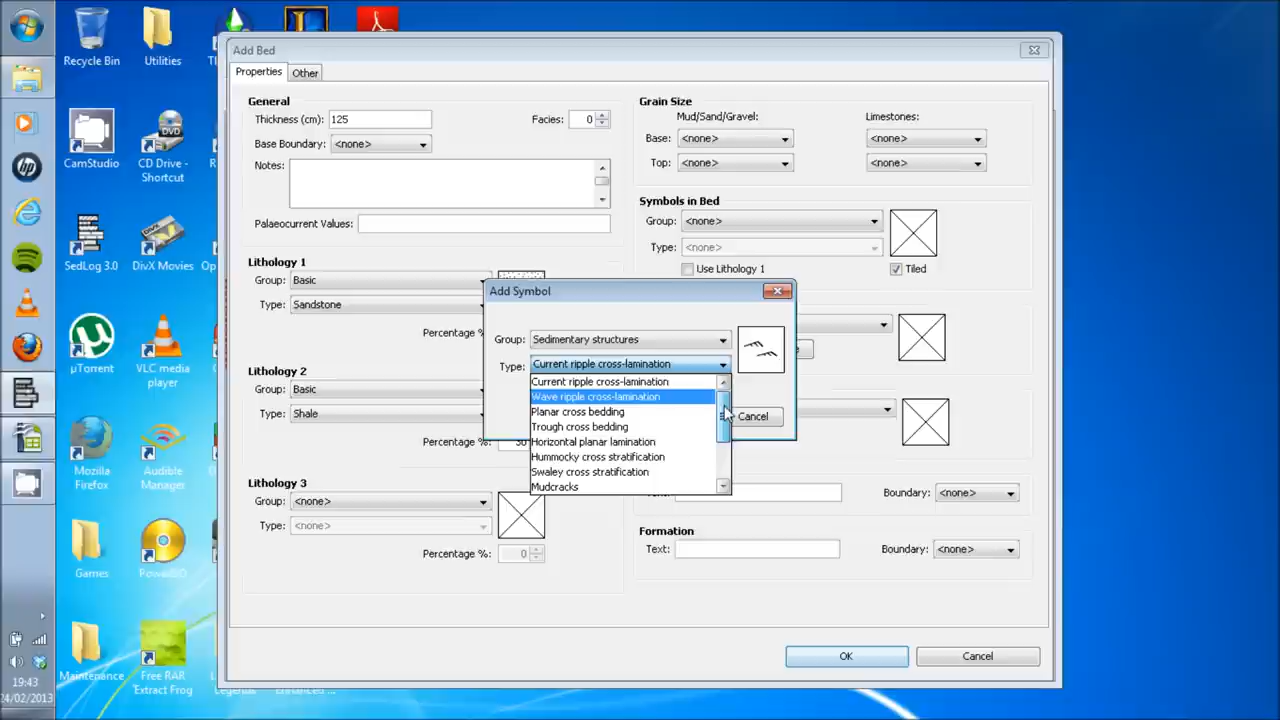 Recycle Bin
Utilities
CamStudio
CD Drive -
Shortcut
SedLog 3.0
DivX Movies
Op
µTorrent
VLC media
player
Mozilla
Firefox
Audible
Manager
Games
PowerISO
Maintenance
Free RAR
'Extract Frog
19:43
24/02/2013
Add Bed
Properties
Other
General
Thickness (cm):
125
Facies:
0
Base Boundary:
<none>
Notes:
Palaeocurrent Values:
Lithology 1
Group:
Basic
Type:
Sandstone
Percentage %
Lithology 2
Group:
Basic
Type:
Shale
Percentage %:
Lithology 3
Group:
<none>
Type:
<none>
Percentage %:
0
Grain Size
Mud/Sand/Gravel:
Limestones:
Base:
<none>
<none>
Top:
<none>
<none>
Symbols in Bed
Group:
<none>
Type:
<none>
Use Lithology 1
Tiled
Add Symbol
Group:
Sedimentary structures
Type:
Current ripple cross-lamination
Current ripple cross-lamination
Wave ripple cross-lamination
Planar cross bedding
Trough cross bedding
Horizontal planar lamination
Hummocky cross stratification
Swaley cross stratification
Mudcracks
Cancel
Boundary:
<none>
Formation
Text:
Boundary:
<none>
OK
Cancel